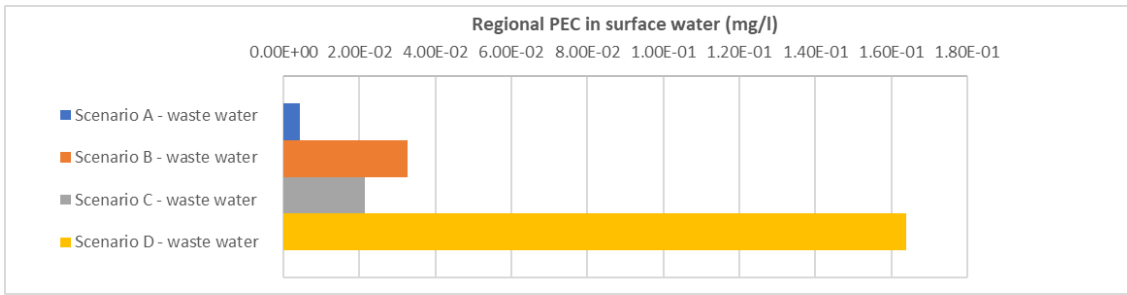 Regional PEC in surface water (mg/l)
0.00E+00 2.00E-02 4.00E-02 6.00E-02 8.00E-02 1.00E-01 1.20E-01 1.40E-01 1.60E-01 1.80E-01
Scenario A - waste water
Scenario B - waste water
Scenario C - waste water
Scenario D - waste water